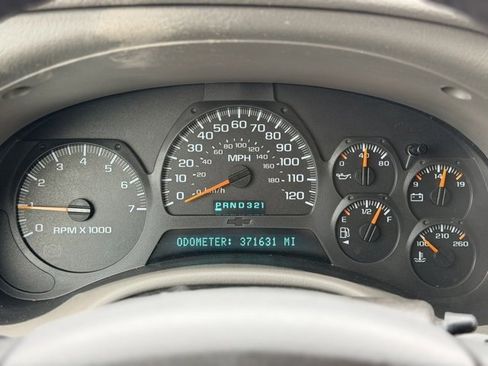 0 1 2 3 4 5 6 7
RPM X 1000
0 10 20 30 40 50 60 70 80 90 100 110 120
20 40 60 80 100 120 140 160 180
MPH
km/h
PRND321
ODOMETER: 371631 MI
0 40 80
9 14 19
E 1/2 F
100 210 260